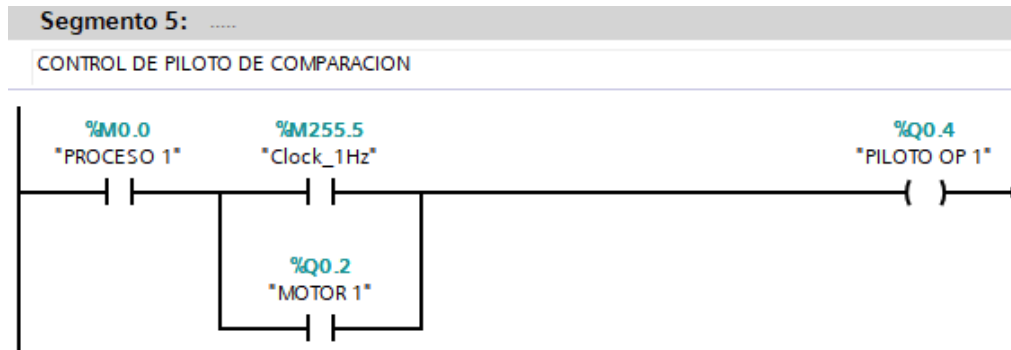 Segmento 5: .....
CONTROL DE PILOTO DE COMPARACION
%M0.0 %M255.5 %Q0.4
"PROCESO 1" "Clock_1Hz" "PILOTO OP 1"
%Q0.2
"MOTOR 1"